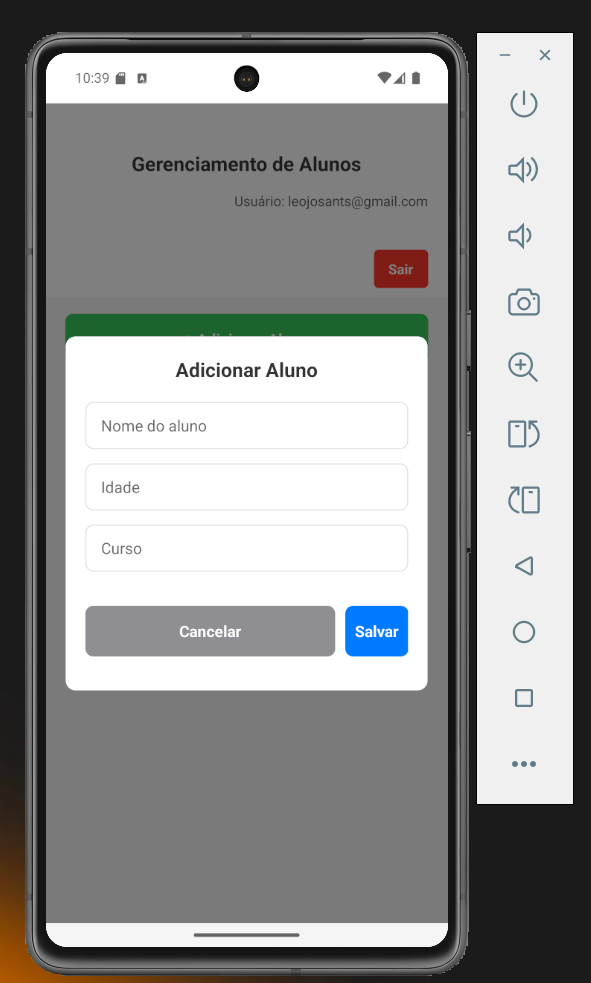 10:39
Gerenciamento de Alunos
Usuário: leojosants@gmail.com
Sair
Adicionar Aluno
Nome do aluno
Idade
Curso
Cancelar
Salvar